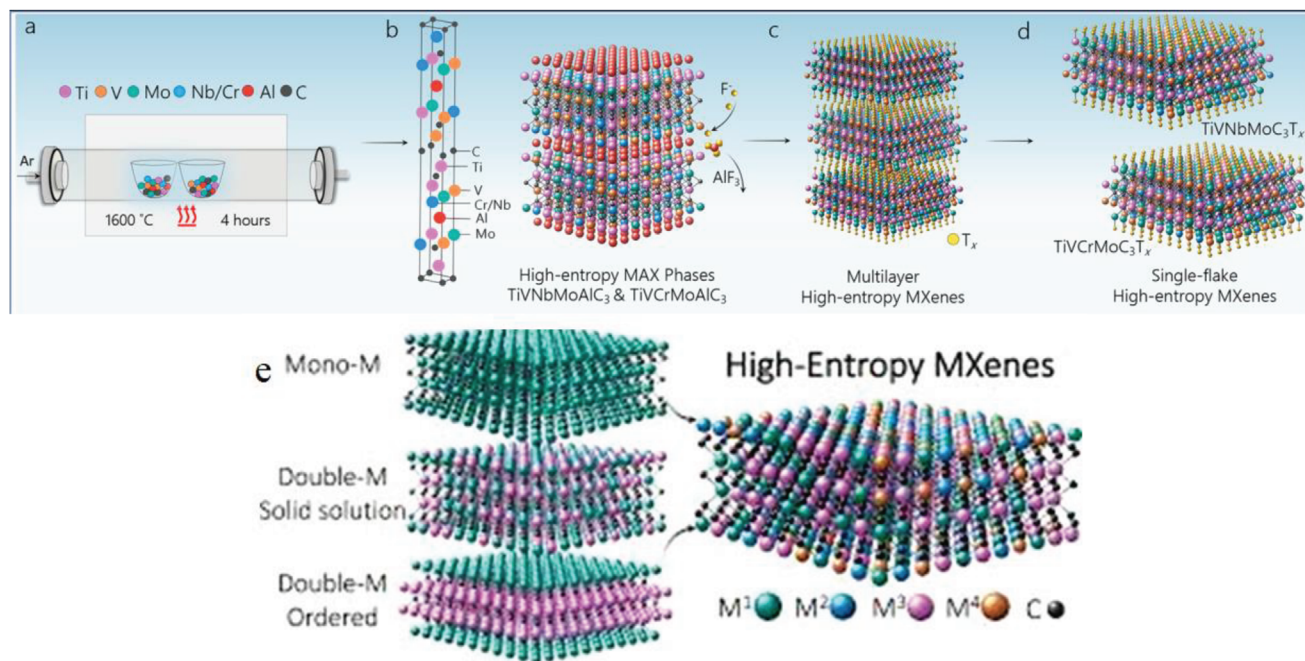 a
Ti V Mo Nb/Cr Al C
Ar
1600 °C 4 hours
b
C
Ti
V
Cr/Nb
Al
Mo
F-
AlF₃
High-entropy MAX Phases
TiVNbMoAlC₃ & TiVCrMoAlC₃
c
Tₓ
Multilayer
High-entropy MXenes
d
TiVNbMoC₃Tₓ
TiVCrMoC₃Tₓ
Single-flake
High-entropy MXenes
e
Mono-M
Double-M
Solid solution
Double-M
Ordered
High-Entropy MXenes
M¹ M² M³ M⁴ C